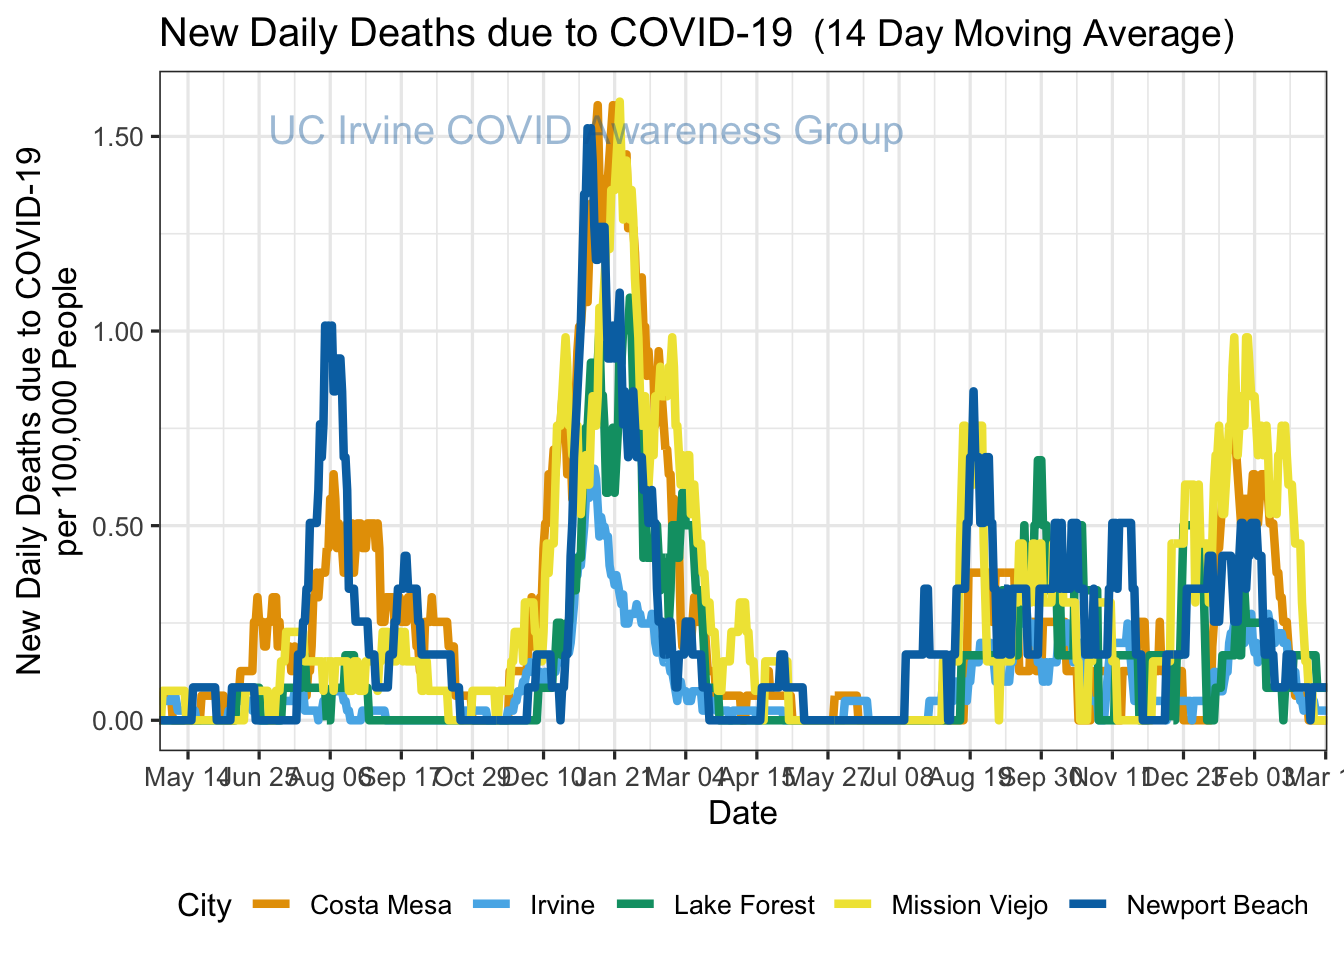 New Daily Deaths due to COVID-19 (14 Day Moving Average)
UC Irvine COVID Awareness Group
New Daily Deaths due to COVID-19
per 100,000 People
1.50
1.00
0.50
0.00
May 14 Jun 25 Aug 06 Sep 17 Oct 29 Dec 10 Jan 21 Mar 04 Apr 15 May 27 Jul 08 Aug 19 Sep 30 Nov 11 Dec 23 Feb 03 Mar 1
Date
City Costa Mesa Irvine Lake Forest Mission Viejo Newport Beach